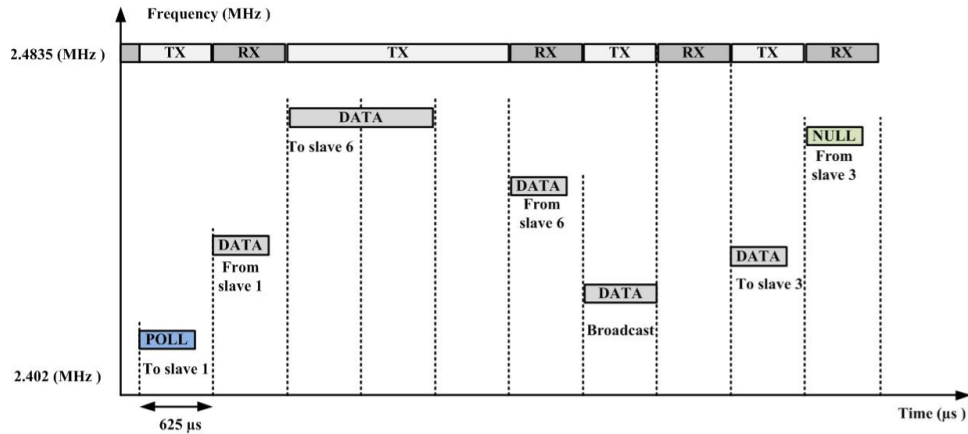 Frequency (MHz )
2.4835 (MHz )
TX RX TX RX TX RX TX RX
DATA
To slave 6
NULL
From
slave 3
DATA
From
slave 6
DATA
From
slave 1
DATA
To slave 3
DATA
Broadcast
POLL
To slave 1
2.402 (MHz )
625 µs
Time (µs )